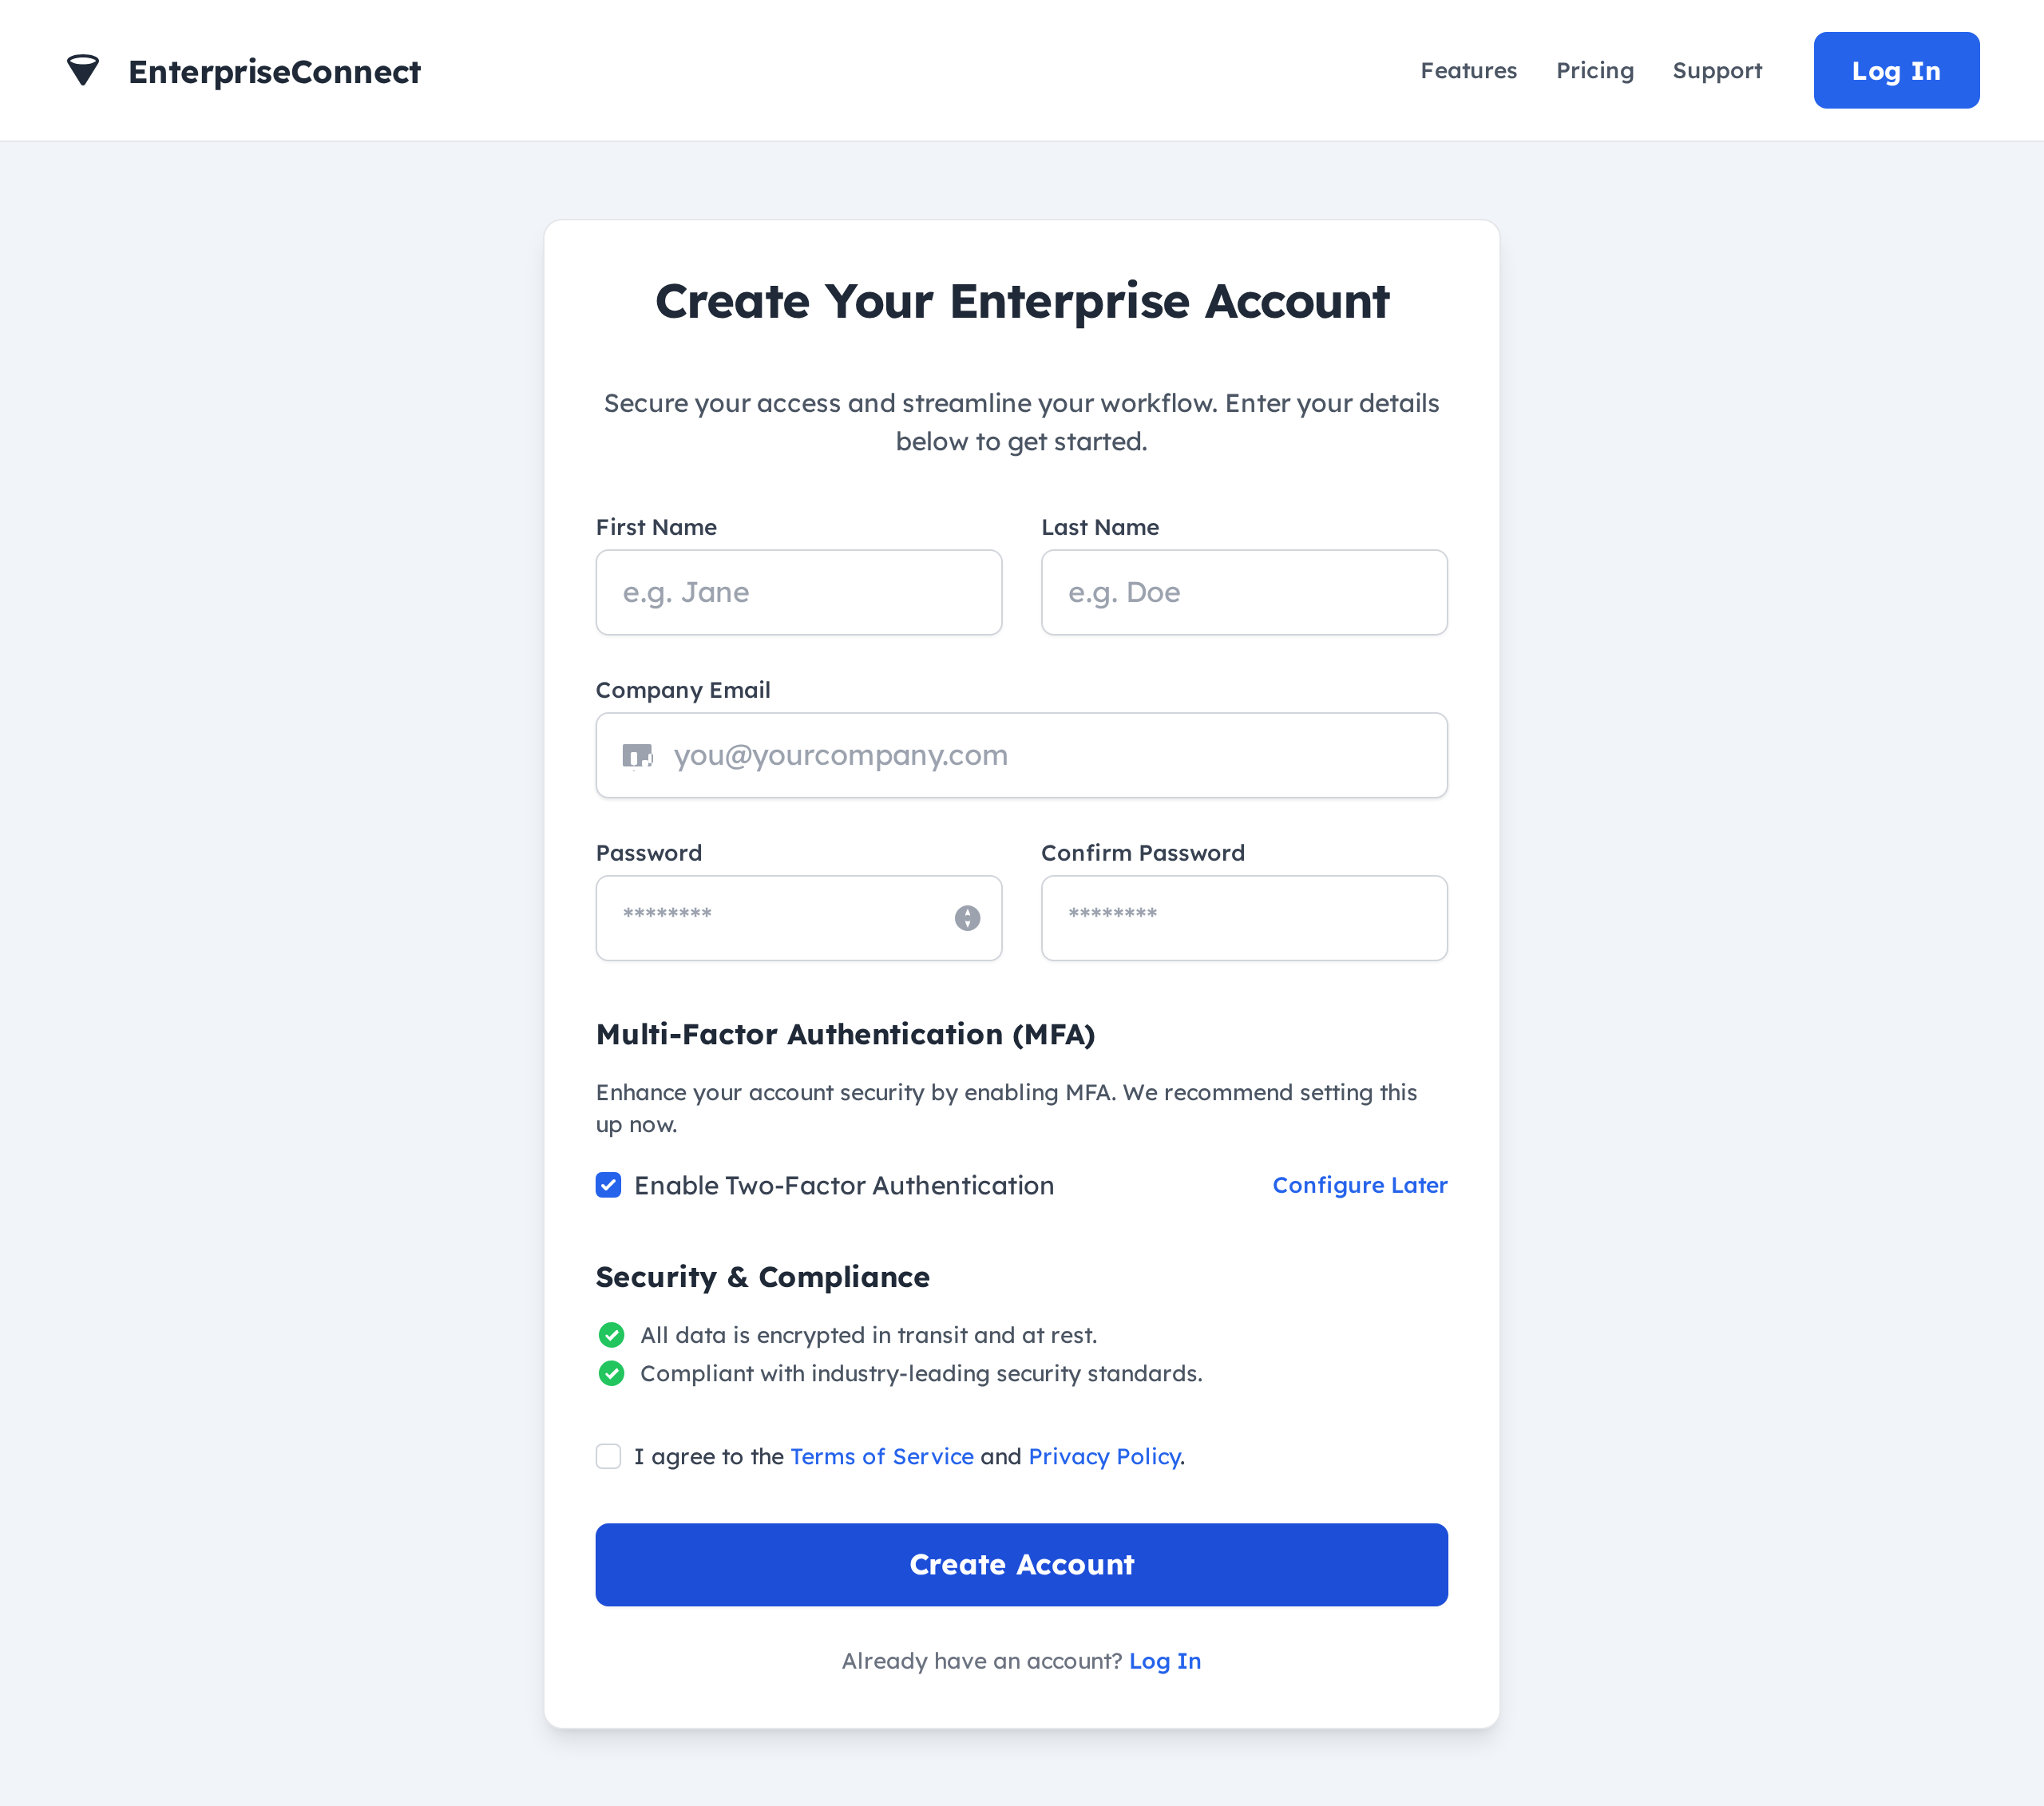 EnterpriseConnect
Features
Pricing
Support
Log In
Create Your Enterprise Account
Secure your access and streamline your workflow. Enter your details
below to get started.
First Name
Last Name
e.g. Jane
e.g. Doe
Company Email
you@yourcompany.com
Password
Confirm Password
********
********
Multi-Factor Authentication (MFA)
Enhance your account security by enabling MFA. We recommend setting this
up now.
Enable Two-Factor Authentication
Configure Later
Security & Compliance
All data is encrypted in transit and at rest.
Compliant with industry-leading security standards.
I agree to the Terms of Service and Privacy Policy.
Create Account
Already have an account? Log In